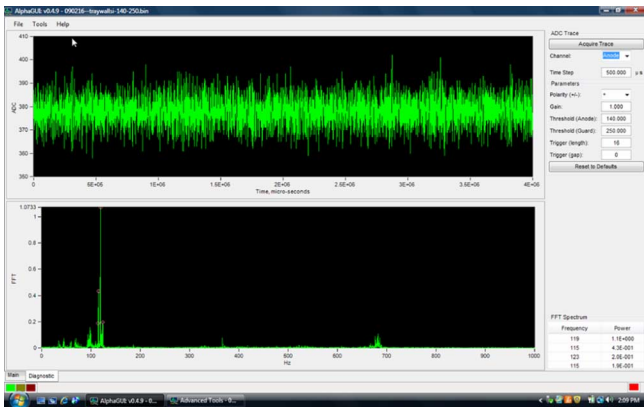 AlphaGUI: v0.4.9 - 090216--traywaltsi-140-250.bin
File Tools Help
410
400
390
380
370
360
350
ADC
0 5E+05 1E+06 1.5E+06 2E+06 2.5E+06 3E+06 3.5E+06 4E+06
Time, micro-seconds
1.0733
1
0.8
0.6
0.4
0.2
0
FFT
0 100 200 300 400 500 600 700 800 900 1000
Hz
ADC Trace
Acquire Trace
Channel: Anode
Time Step 500.000 μs
Parameters
Polarity (+/-):
Gain: 1.000
Threshold (Anode): 140.000
Threshold (Guard): 250.000
Trigger (length): 16
Trigger (gap): 6
Reset to Defaults
FFT Spectrum
Frequency Power
119 1.1E+000
115 4.3E-001
123 2.0E-001
115 1.9E-001
Main Diagnostic
AlphaGUI: v0.4.9 - 0... Advanced Tools - 0... 2:09 PM